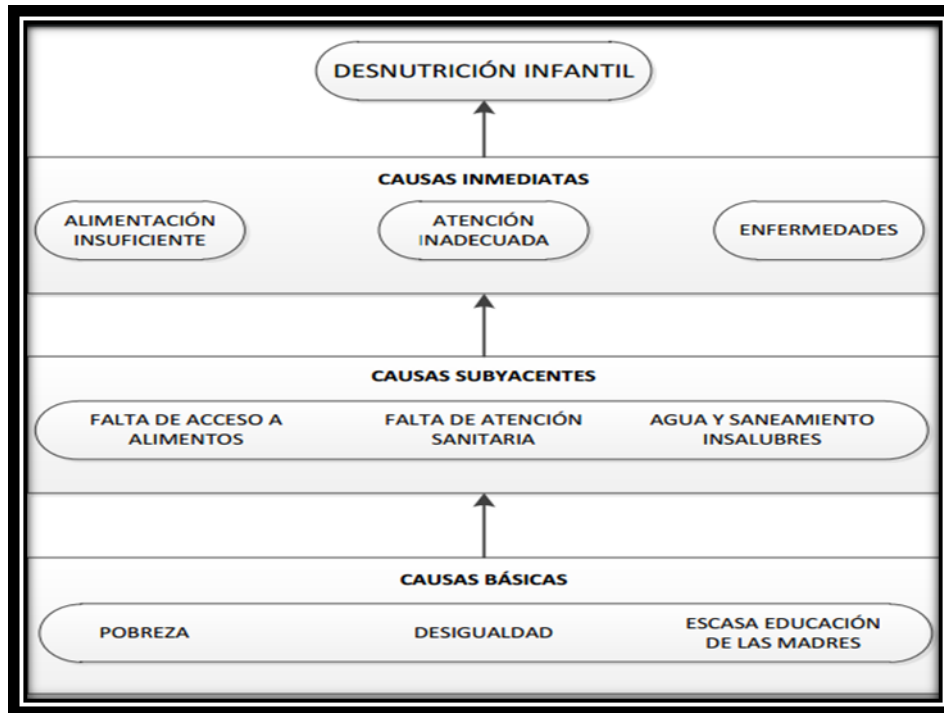 DESNUTRICIÓN INFANTIL
CAUSAS INMEDIATAS
ALIMENTACIÓN
INSUFICIENTE
ATENCIÓN
INADECUADA
ENFERMEDADES
CAUSAS SUBYACENTES
FALTA DE ACCESO A
ALIMENTOS
FALTA DE ATENCIÓN
SANITARIA
AGUA Y SANEAMIENTO
INSALUBRES
CAUSAS BÁSICAS
POBREZA
DESIGUALDAD
ESCASA EDUCACIÓN
DE LAS MADRES